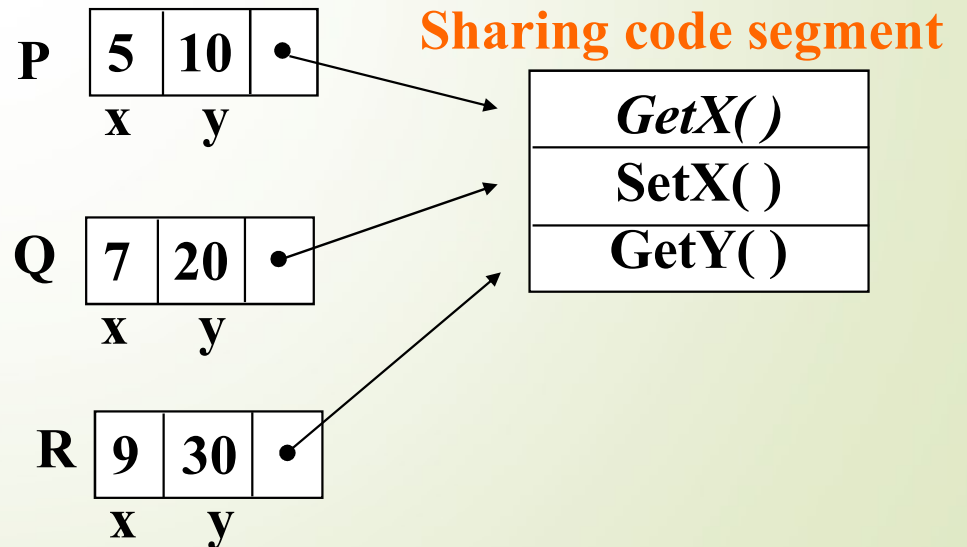 Sharing code segment
P 5 10
x y
GetX( )
SetX( )
GetY( )
Q 7 20
x y
R 9 30
x y